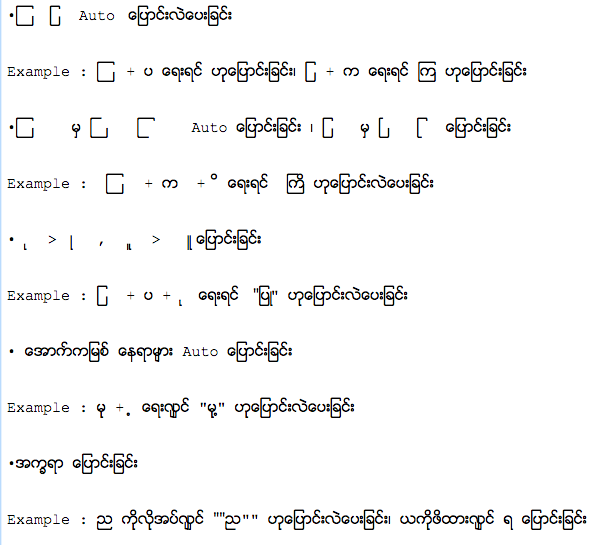 •ြ ြ Auto ပြောင်းလဲပေးခြင်း
Example : ြ + ပ ရေးရင် ဟုပြောင်းခြင်း၊ ြ + က ရေးရင် ကြ ဟုပြောင်းခြင်း
•ြ မှ ြ ြ Auto ပြောင်းခြင်း ၊ ြ မှ ြ ြ ပြောင်းခြင်း
Example : ြ + က + ိ ရေးရင် ကြိ ဟုပြောင်းလဲပေးခြင်း
• ု > ု , ူ > ူ ပြောင်းခြင်း
Example : ြ + ပ + ု ရေးရင် "ပြု" ဟုပြောင်းလဲပေးခြင်း
• အောက်ကမြစ် နေရာများ Auto ပြောင်းခြင်း
Example : မု + ့ ရေးလျှင် "မု့" ဟုပြောင်းလဲပေးခြင်း
•အက္ခရာ ပြောင်းခြင်း
Example : ည ကိုလိုအပ်လျှင် ""ည"" ဟုပြောင်းလဲပေးခြင်း၊ ယကိုဖိထားလျှင် ရ ပြောင်းခြင်း